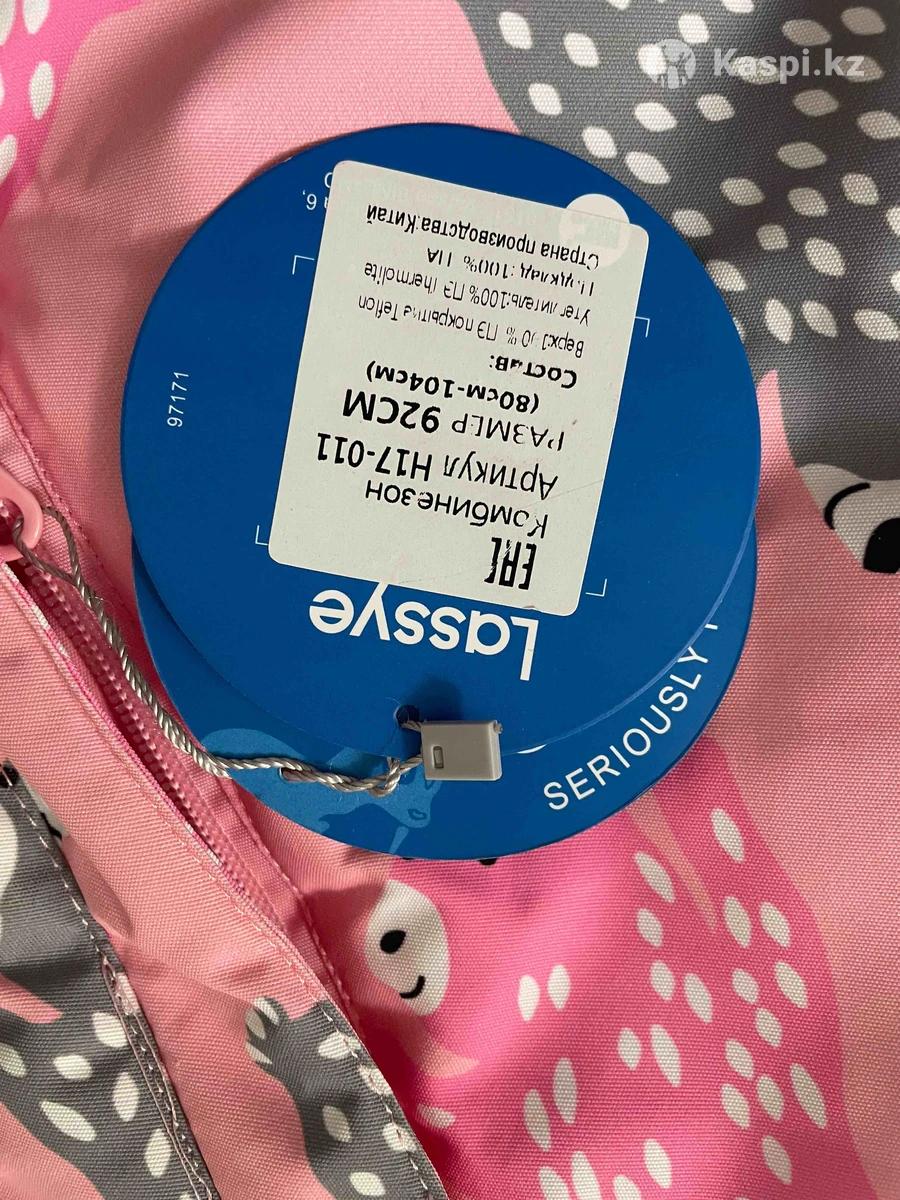 Kaspi.kz
EAC
Комбинезон
Артикул H17-011
РАЗМЕР 92СМ
(80см-104см)
Состав:
Верх:100% ПЭ покрытие Teflon
Утеплитель:100% ПЭ Thermolite
Подклад:100% ПА
Страна производства:Китай
Lassye
97171
SERIOUSLY